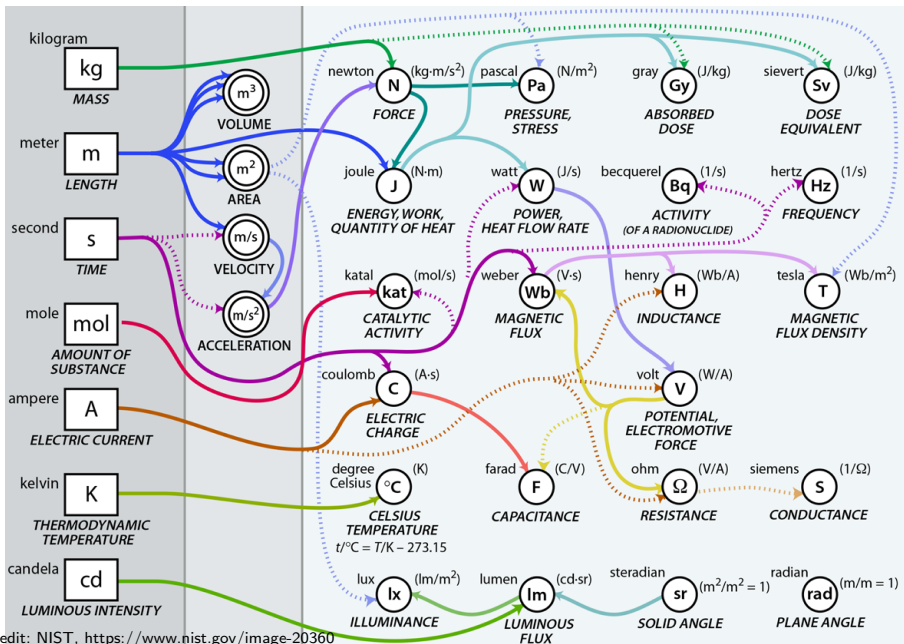 kilogram
kg
MASS
meter
m
LENGTH
second
s
TIME
mole
mol
AMOUNT OF
SUBSTANCE
ampere
A
ELECTRIC CURRENT
kelvin
K
THERMODYNAMIC
TEMPERATURE
candela
cd
LUMINOUS INTENSITY
m³
VOLUME
m²
AREA
m/s
VELOCITY
m/s²
ACCELERATION
newton
N
(kg·m/s²)
FORCE
pascal
Pa
(N/m²)
PRESSURE,
STRESS
gray
Gy
(J/kg)
ABSORBED
DOSE
sievert
Sv
(J/kg)
DOSE
EQUIVALENT
joule
J
(N·m)
ENERGY, WORK,
QUANTITY OF HEAT
watt
W
(J/s)
POWER,
HEAT FLOW RATE
becquerel
Bq
(1/s)
ACTIVITY
(OF A RADIONUCLIDE)
hertz
Hz
(1/s)
FREQUENCY
katal
kat
(mol/s)
CATALYTIC
ACTIVITY
weber
Wb
(V·s)
MAGNETIC
FLUX
henry
H
(Wb/A)
INDUCTANCE
tesla
T
(Wb/m²)
MAGNETIC
FLUX DENSITY
coulomb
C
(A·s)
ELECTRIC
CHARGE
volt
V
(W/A)
POTENTIAL,
ELECTROMOTIVE
FORCE
degree
Celsius
°C
(K)
CELSIUS
TEMPERATURE
t/°C = T/K – 273.15
farad
F
(C/V)
CAPACITANCE
ohm
Ω
(V/A)
RESISTANCE
siemens
S
(1/Ω)
CONDUCTANCE
lux
lx
(lm/m²)
ILLUMINANCE
lumen
lm
(cd·sr)
LUMINOUS
FLUX
steradian
sr
(m²/m² = 1)
SOLID ANGLE
radian
rad
(m/m = 1)
PLANE ANGLE
edit: NIST, https://www.nist.gov/image-20360